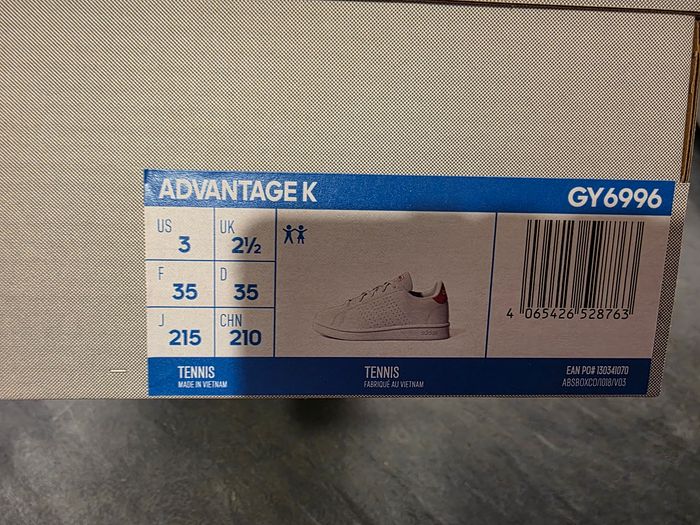 ADVANTAGE K GY6996
US 3 UK 2½
F 35 D 35
J 215 CHN 210
adidas
4 065426 528763
TENNIS TENNIS EAN PO# 130341070
MADE IN VIETNAM FABRIQUÉ AU VIETNAM ABSBOXCO/1018/V03